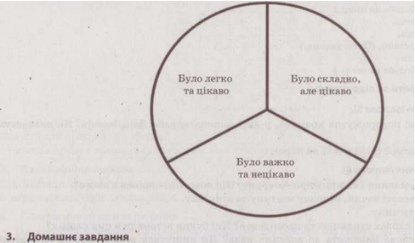 Було легко
та цікаво
Було складно,
але цікаво
Було важко
та нецікаво
3. Домашнє завдання